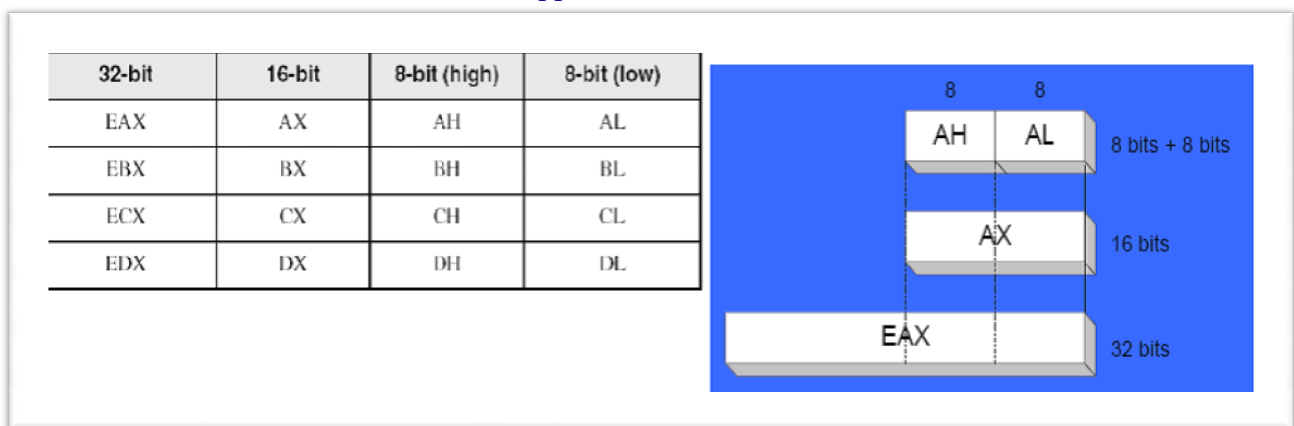 32-bit 16-bit 8-bit (high) 8-bit (low)
EAX AX AH AL
EBX BX BH BL
ECX CX CH CL
EDX DX DH DL
8 8
AH AL 8 bits + 8 bits
AX 16 bits
EAX 32 bits